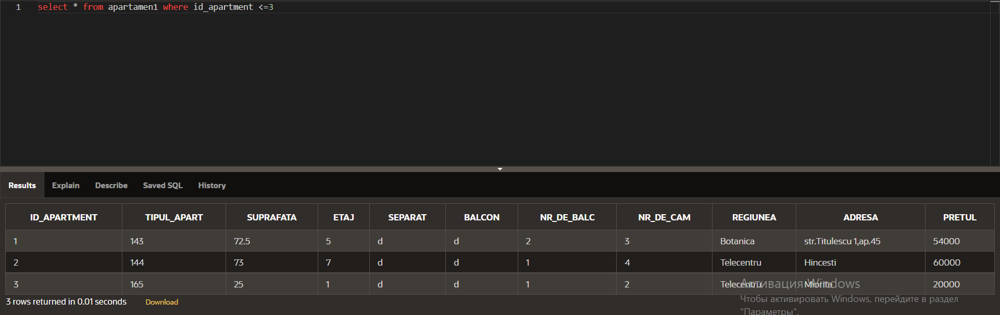 1 select * from apartamen1 where id_apartment <=3
Results Explain Describe Saved SQL History
ID_APARTMENT TIPUL_APART SUPRAFATA ETAJ SEPARAT BALCON NR_DE_BALC NR_DE_CAM REGIUNEA ADRESA PRETUL
1 143 72.5 5 d d 2 3 Botanica str.Titulescu 1,ap.45 54000
2 144 73 7 d d 1 4 Telecentru Hincesti 60000
3 165 25 1 d d 1 2 Telecentru Miorita 20000
Активация Windows
3 rows returned in 0.01 seconds Download
Чтобы активировать Windows, перейдите в раздел
"Параметры".